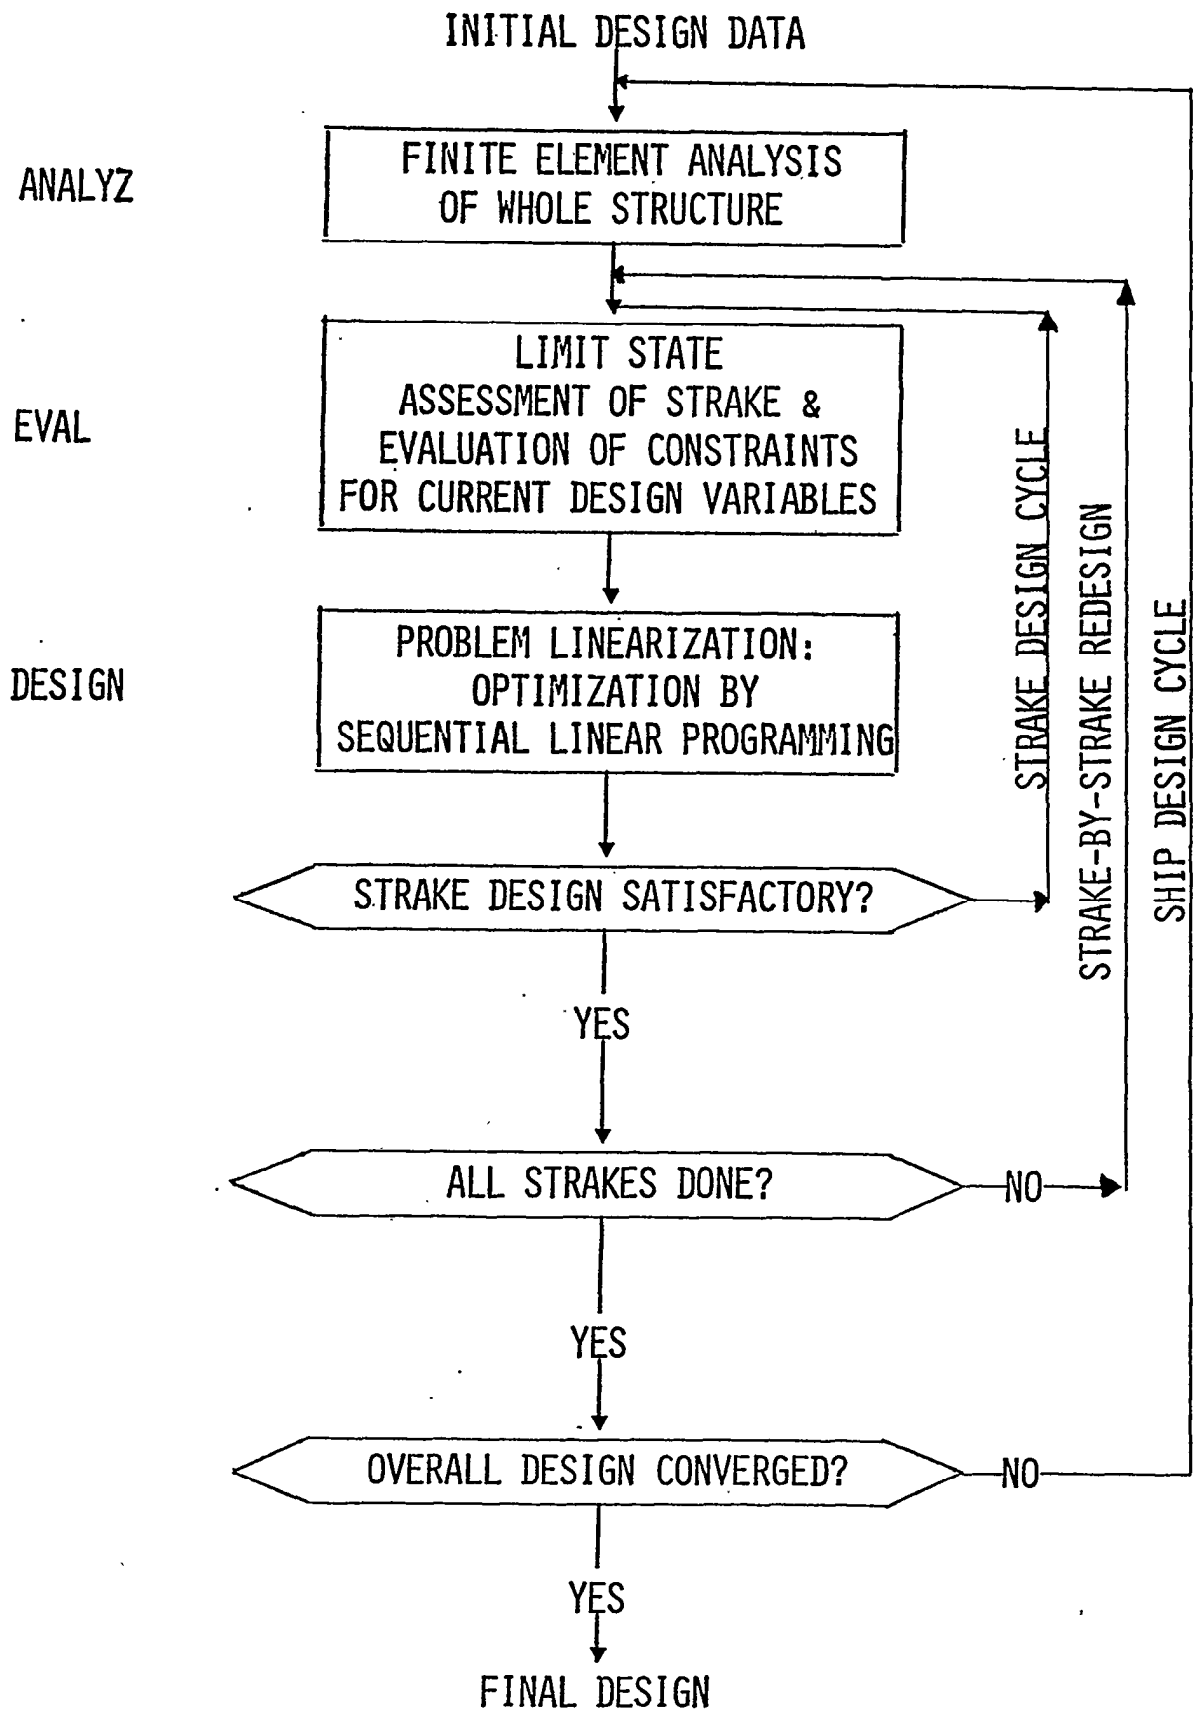 INITIAL DESIGN DATA
ANALYZ
FINITE ELEMENT ANALYSIS
OF WHOLE STRUCTURE
EVAL
LIMIT STATE
ASSESSMENT OF STRAKE &
EVALUATION OF CONSTRAINTS
FOR CURRENT DESIGN VARIABLES
DESIGN
PROBLEM LINEARIZATION:
OPTIMIZATION BY
SEQUENTIAL LINEAR PROGRAMMING
STRAKE DESIGN CYCLE
STRAKE-BY-STRAKE REDESIGN
SHIP DESIGN CYCLE
STRAKE DESIGN SATISFACTORY?
YES
ALL STRAKES DONE?
NO
YES
OVERALL DESIGN CONVERGED?
NO
YES
FINAL DESIGN